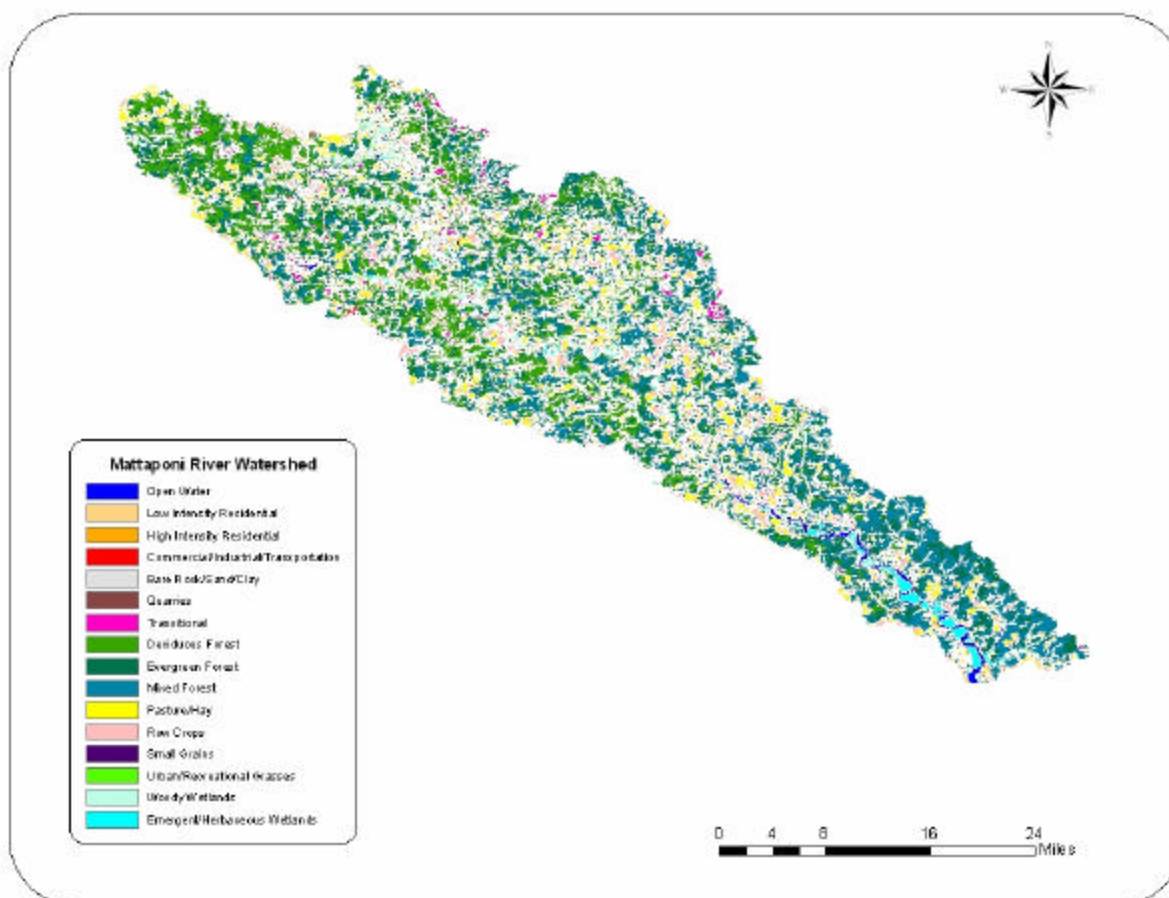 N
W E
S
Mattaponi River Watershed
Open Water
Low Intensity Residential
High Intensity Residential
Commercial/Industrial/Transportation
Bare Rock/Sand/Clay
Quarries
Transitional
Deciduous Forest
Evergreen Forest
Mixed Forest
Pasture/Hay
Row Crops
Small Grains
Urban/Recreational Grasses
Woody Wetlands
Emergent/Herbaceous Wetlands
0 4 8 16 24
Miles